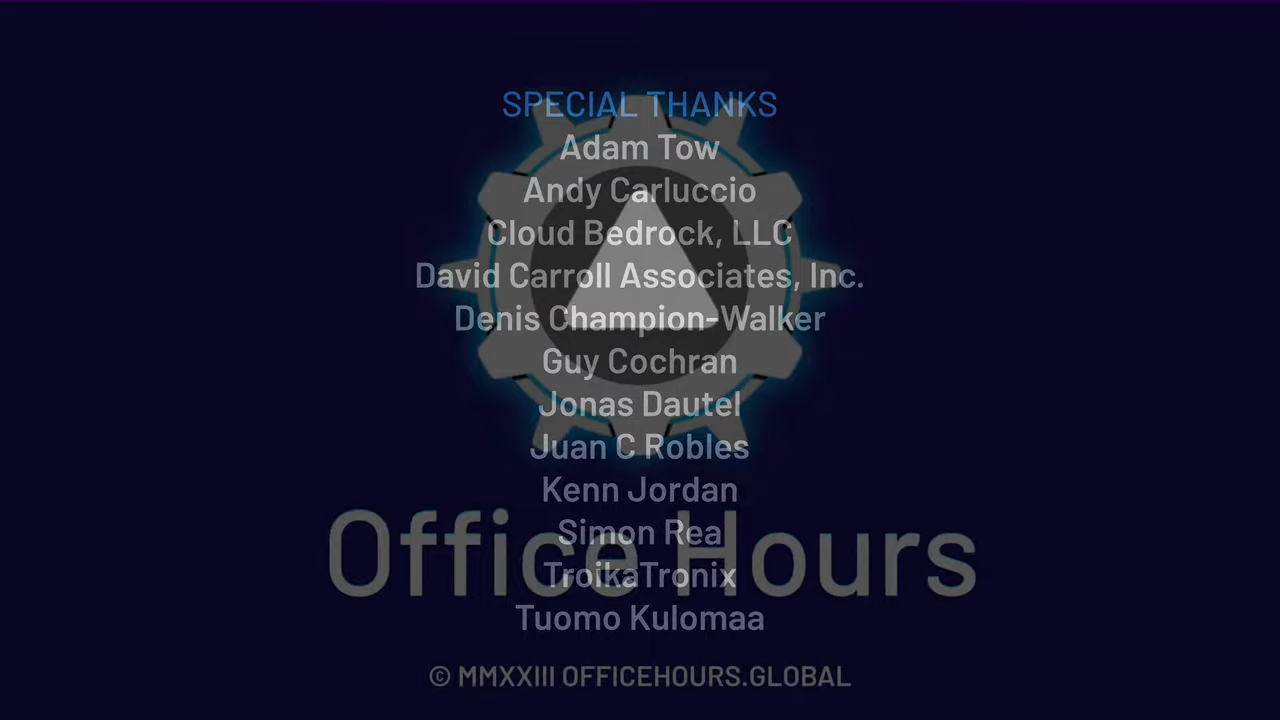 SPECIAL THANKS
Adam Tow
Andy Carluccio
Cloud Bedrock, LLC
David Carroll Associates, Inc.
Denis Champion-Walker
Guy Cochran
Jonas Dautel
Juan C Robles
Kenn Jordan
Simon Real
TroikaTronix
Tuomo Kulomaa
Office Hours
© MMXXIII OFFICEHOURS.GLOBAL